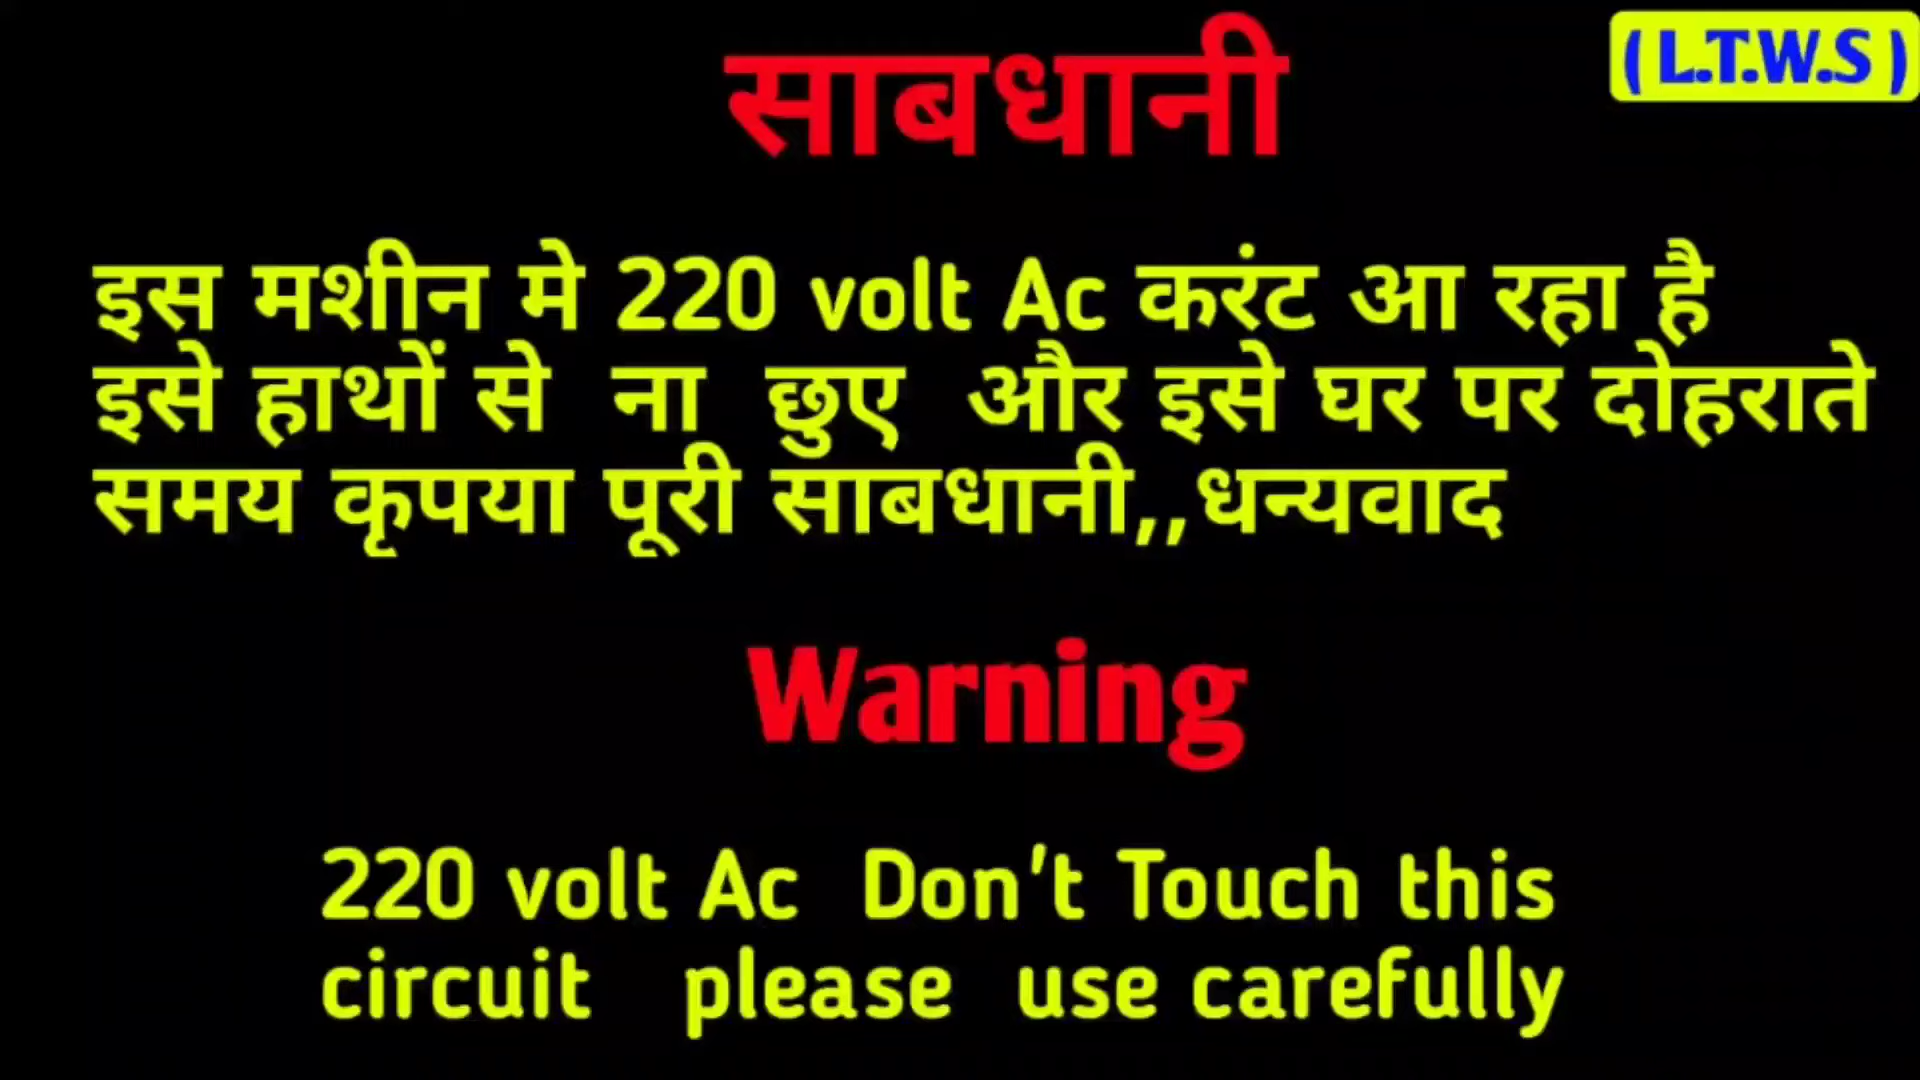 साबधानी
( L.T.W.S )
इस मशीन मे 220 volt Ac करंट आ रहा है
इसे हाथों से ना छुए और इसे घर पर दोहराते
समय कृपया पूरी साबधानी,,धन्यवाद
Warning
220 volt Ac Don't Touch this
circuit please use carefully